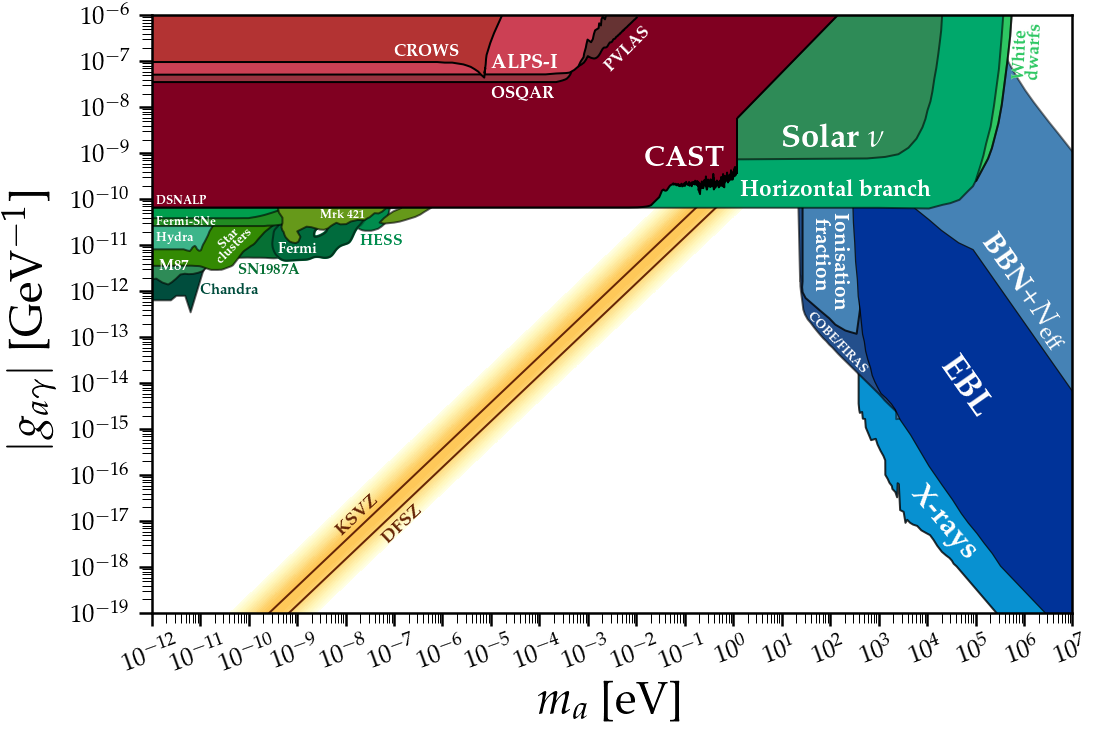 |g_{aγ}| [GeV⁻¹]
10⁻⁶
10⁻⁷
10⁻⁸
10⁻⁹
10⁻¹⁰
10⁻¹¹
10⁻¹²
10⁻¹³
10⁻¹⁴
10⁻¹⁵
10⁻¹⁶
10⁻¹⁷
10⁻¹⁸
10⁻¹⁹
CROWS
ALPS-I
PVLAS
OSQAR
CAST
Solar ν
Horizontal branch
White
dwarfs
DSNALP
Fermi-SNe
Mrk 421
Hydra
Star
clusters
Fermi
HESS
M87
SN1987A
Chandra
Ionisation
fraction
COBE/FIRAS
BBN+N_{eff}
EBL
X-rays
KSVZ
DFSZ
10⁻¹²
10⁻¹¹
10⁻¹⁰
10⁻⁹
10⁻⁸
10⁻⁷
10⁻⁶
10⁻⁵
10⁻⁴
10⁻³
10⁻²
10⁻¹
10⁰
10¹
10²
10³
10⁴
10⁵
10⁶
10⁷
m_a [eV]